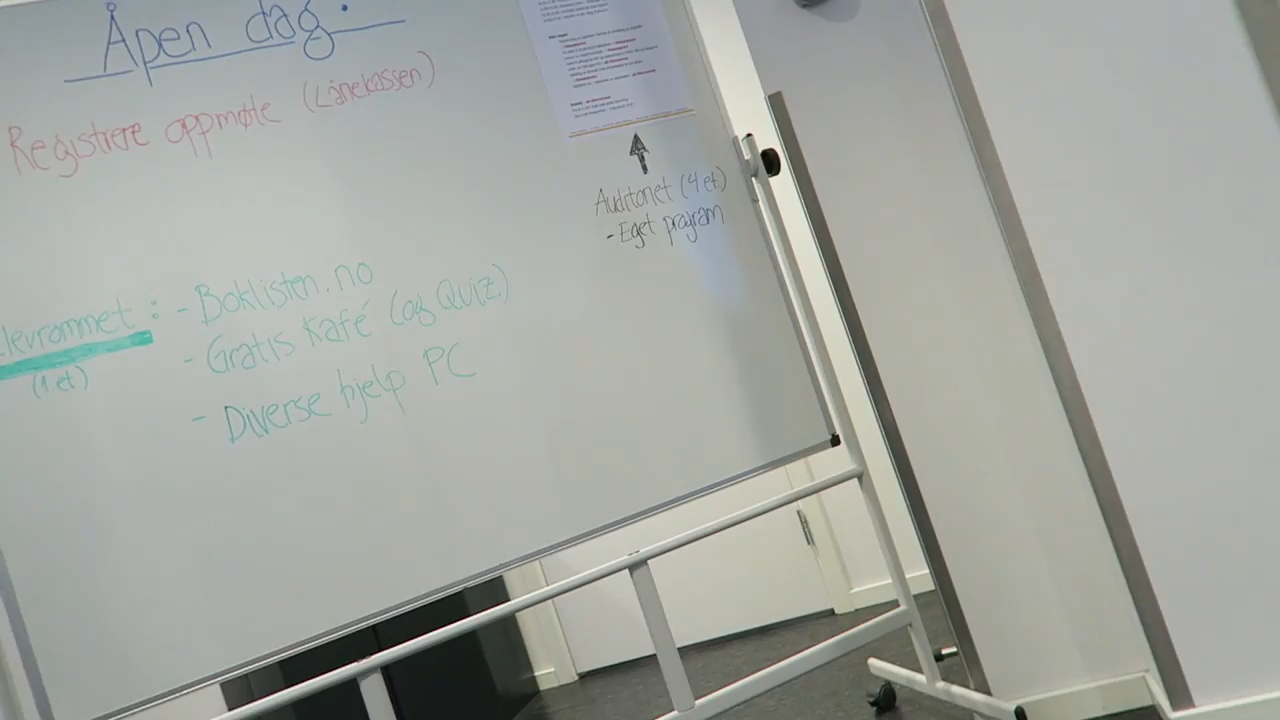 Åpen dag.
Registrere oppmøte (Lånekassen)
Auditoriet (4 et)
- Eget program
levrommet : - Boklisten.no
(1 et)
- Gratis Kafé (og Quiz)
- Diverse hjelp PC